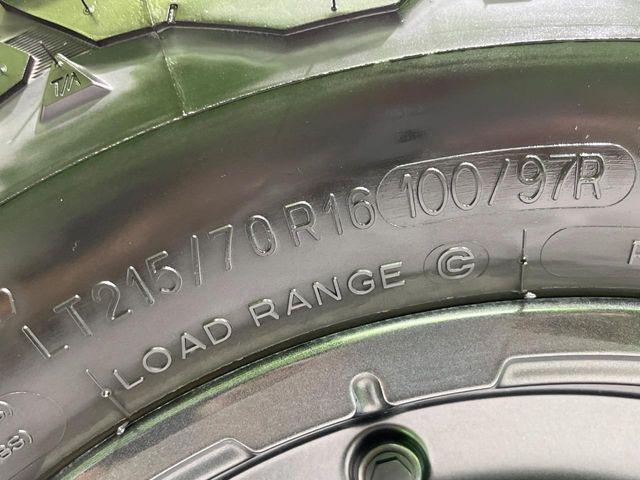 T/A
LT215/70R16 100/97R
LOAD RANGE C